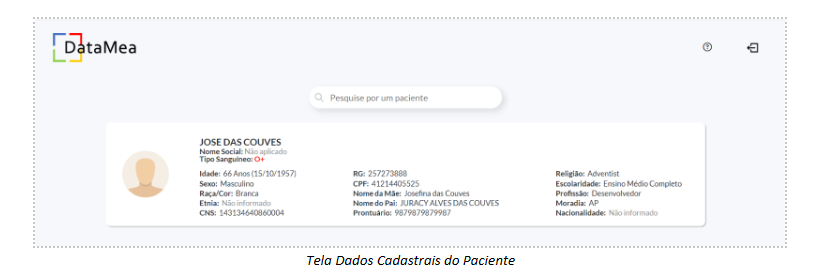 DataMea
Pesquise por um paciente
JOSE DAS COUVES
Nome Social: Não aplicado
Tipo Sanguíneo: O+
Idade: 66 Anos (15/10/1957)
Sexo: Masculino
Raça/Cor: Branca
Etnia: Não informado
CNS: 143134640860004
RG: 257273888
CPF: 41214405525
Nome da Mãe: Josefina das Couves
Nome do Pai: JURACY ALVES DAS COUVES
Prontuário: 9879879879987
Religião: Adventist
Escolaridade: Ensino Médio Completo
Profissão: Desenvolvedor
Moradia: AP
Nacionalidade: Não informado
Tela Dados Cadastrais do Paciente